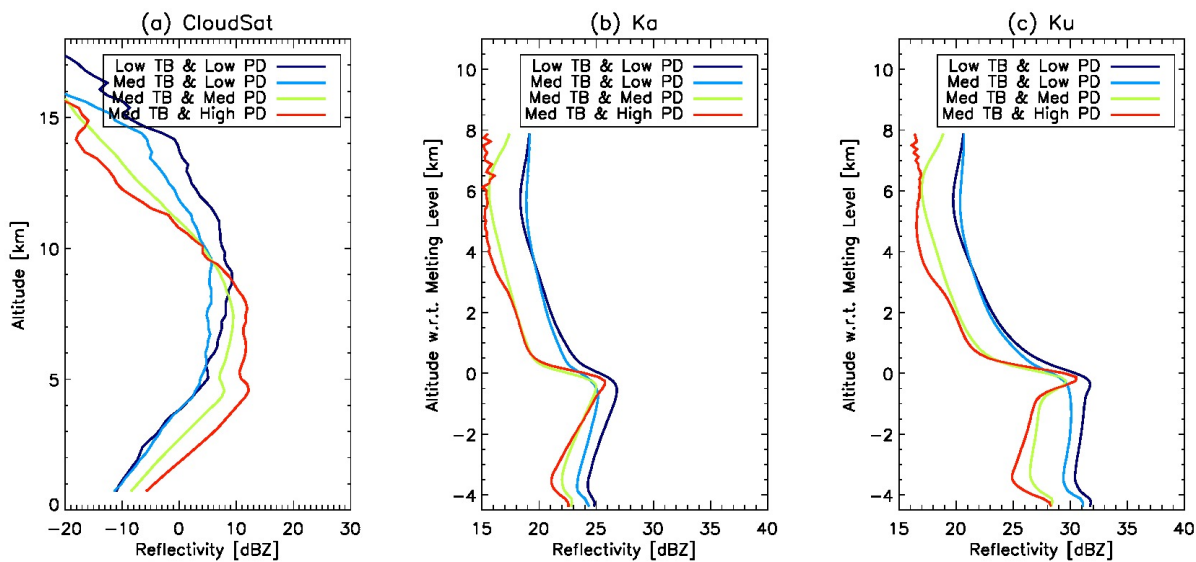 (a) CloudSat
Low TB & Low PD
Med TB & Low PD
Med TB & Med PD
Med TB & High PD
15
10
5
0
Altitude [km]
-20 -10 0 10 20 30
Reflectivity [dBZ]
(b) Ka
Low TB & Low PD
Med TB & Low PD
Med TB & Med PD
Med TB & High PD
10
8
6
4
2
0
-2
-4
Altitude w.r.t. Melting Level [km]
15 20 25 30 35 40
Reflectivity [dBZ]
(c) Ku
Low TB & Low PD
Med TB & Low PD
Med TB & Med PD
Med TB & High PD
10
8
6
4
2
0
-2
-4
Altitude w.r.t. Melting Level [km]
15 20 25 30 35 40
Reflectivity [dBZ]